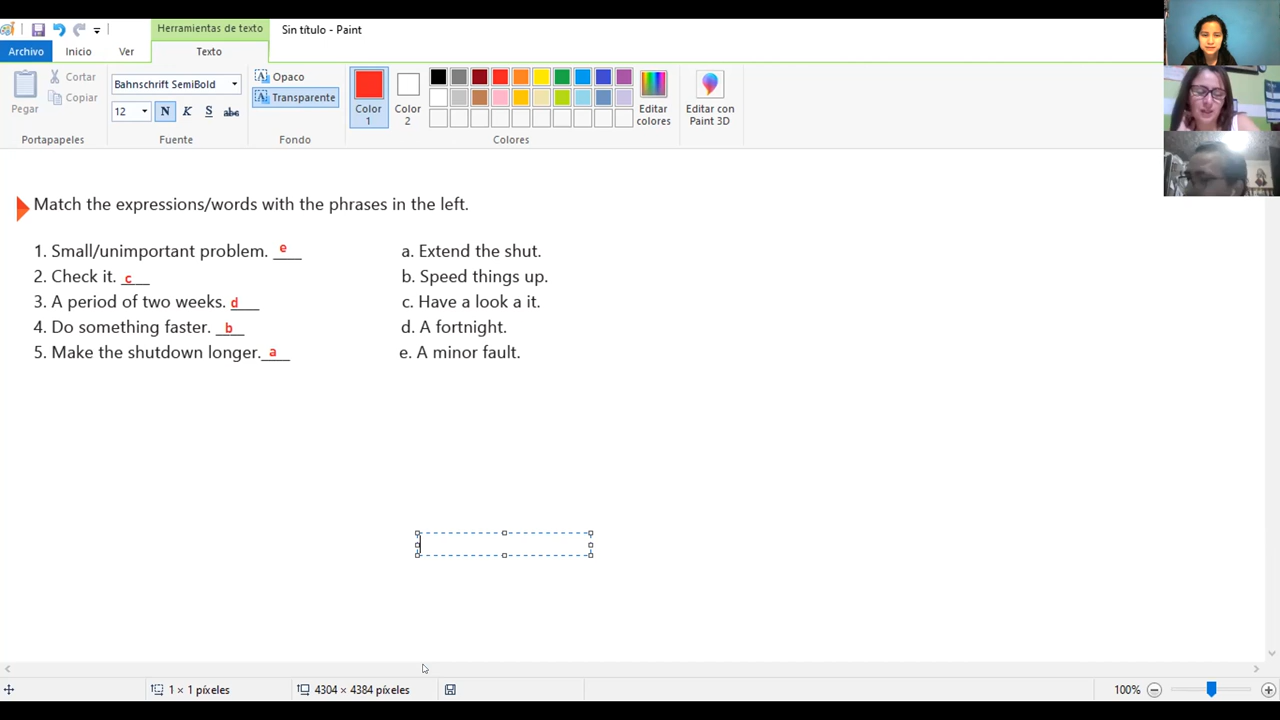 Herramientas de texto
Sin título - Paint
Archivo
Inicio
Ver
Texto
Pegar
Cortar
Copiar
Portapapeles
Bahnschrift SemiBold
12
N
K
S
abc
Fuente
Opaco
Transparente
Fondo
Color 1
Color 2
Colores
Editar colores
Editar con Paint 3D
Match the expressions/words with the phrases in the left.
1. Small/unimportant problem. e
2. Check it. c
3. A period of two weeks. d
4. Do something faster. b
5. Make the shutdown longer. a
a. Extend the shut.
b. Speed things up.
c. Have a look a it.
d. A fortnight.
e. A minor fault.
1 × 1 píxeles
4304 × 4384 píxeles
100%